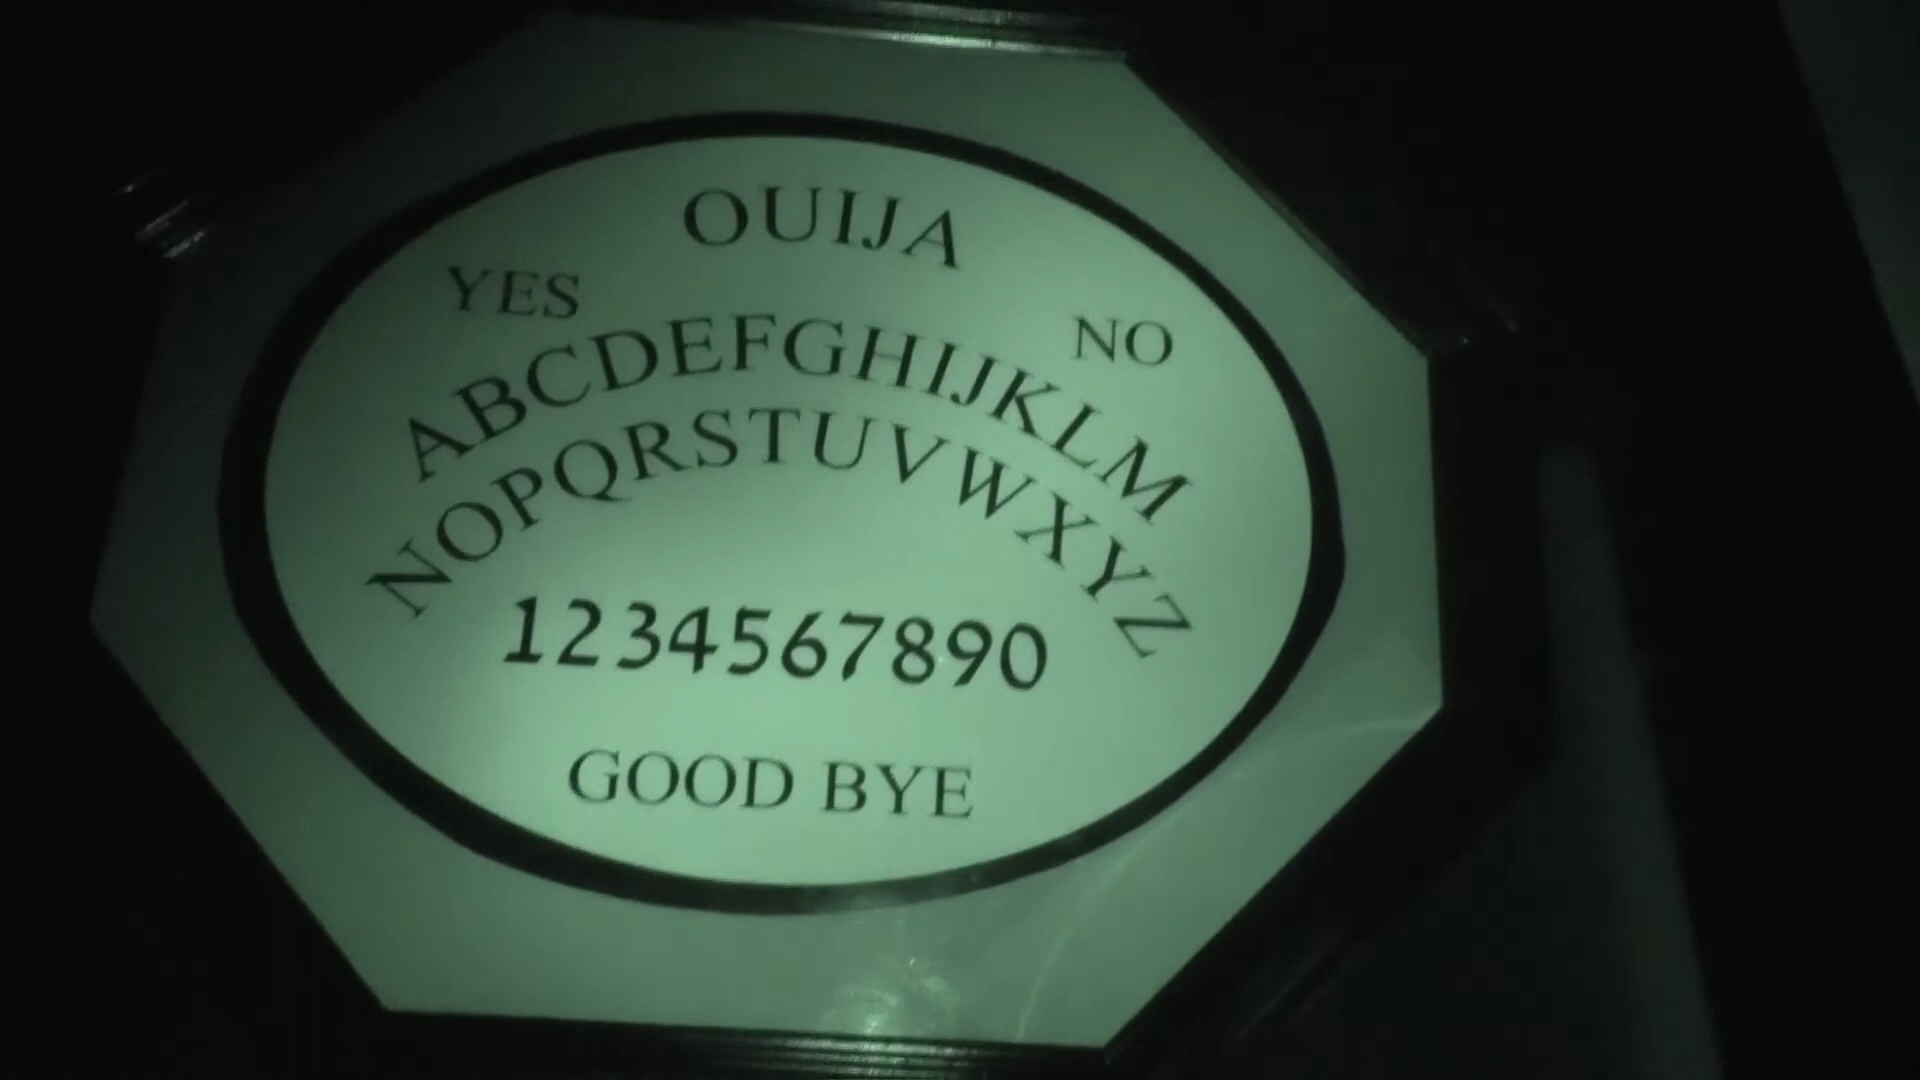 OUIJA
YES NO
ABCDEFGHIJKLM
NOPQRSTUVWXYZ
1234567890
GOOD BYE